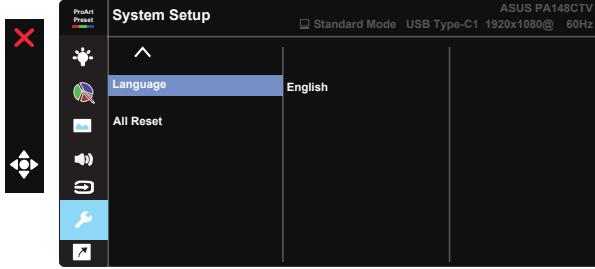 ProArt
Preset
System Setup
ASUS PA148CTV
Standard Mode USB Type-C1 1920x1080@ 60Hz
Language
English
All Reset